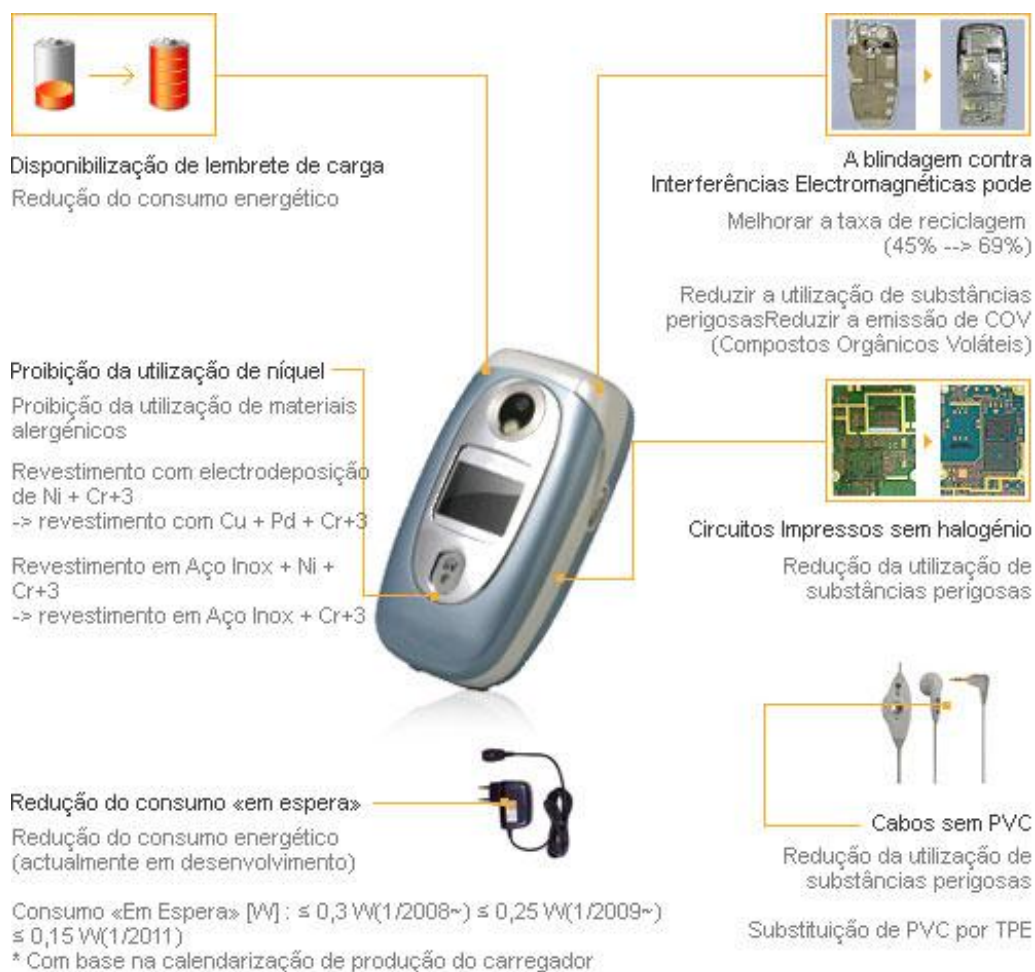 Disponibilização de lembrete de carga
Redução do consumo energético
A blindagem contra
Interferências Electromagnéticas pode
Melhorar a taxa de reciclagem
(45% --> 69%)
Reduzir a utilização de substâncias
perigosasReduzir a emissão de COV
(Compostos Orgânicos Voláteis)
Proibição da utilização de níquel
Proibição da utilização de materiais
alergénicos
Revestimento com electrodeposição
de Ni + Cr+3
-> revestimento com Cu + Pd + Cr+3
Revestimento em Aço Inox + Ni +
Cr+3
-> revestimento em Aço Inox + Cr+3
Circuitos Impressos sem halogénio
Redução da utilização de
substâncias perigosas
Redução do consumo «em espera»
Redução do consumo energético
(actualmente em desenvolvimento)
Consumo «Em Espera» [W] : ≤ 0,3 W(1/2008~) ≤ 0,25 W(1/2009~)
≤ 0,15 W(1/2011)
* Com base na calendarização de produção do carregador
Cabos sem PVC
Redução da utilização de
substâncias perigosas
Substituição de PVC por TPE